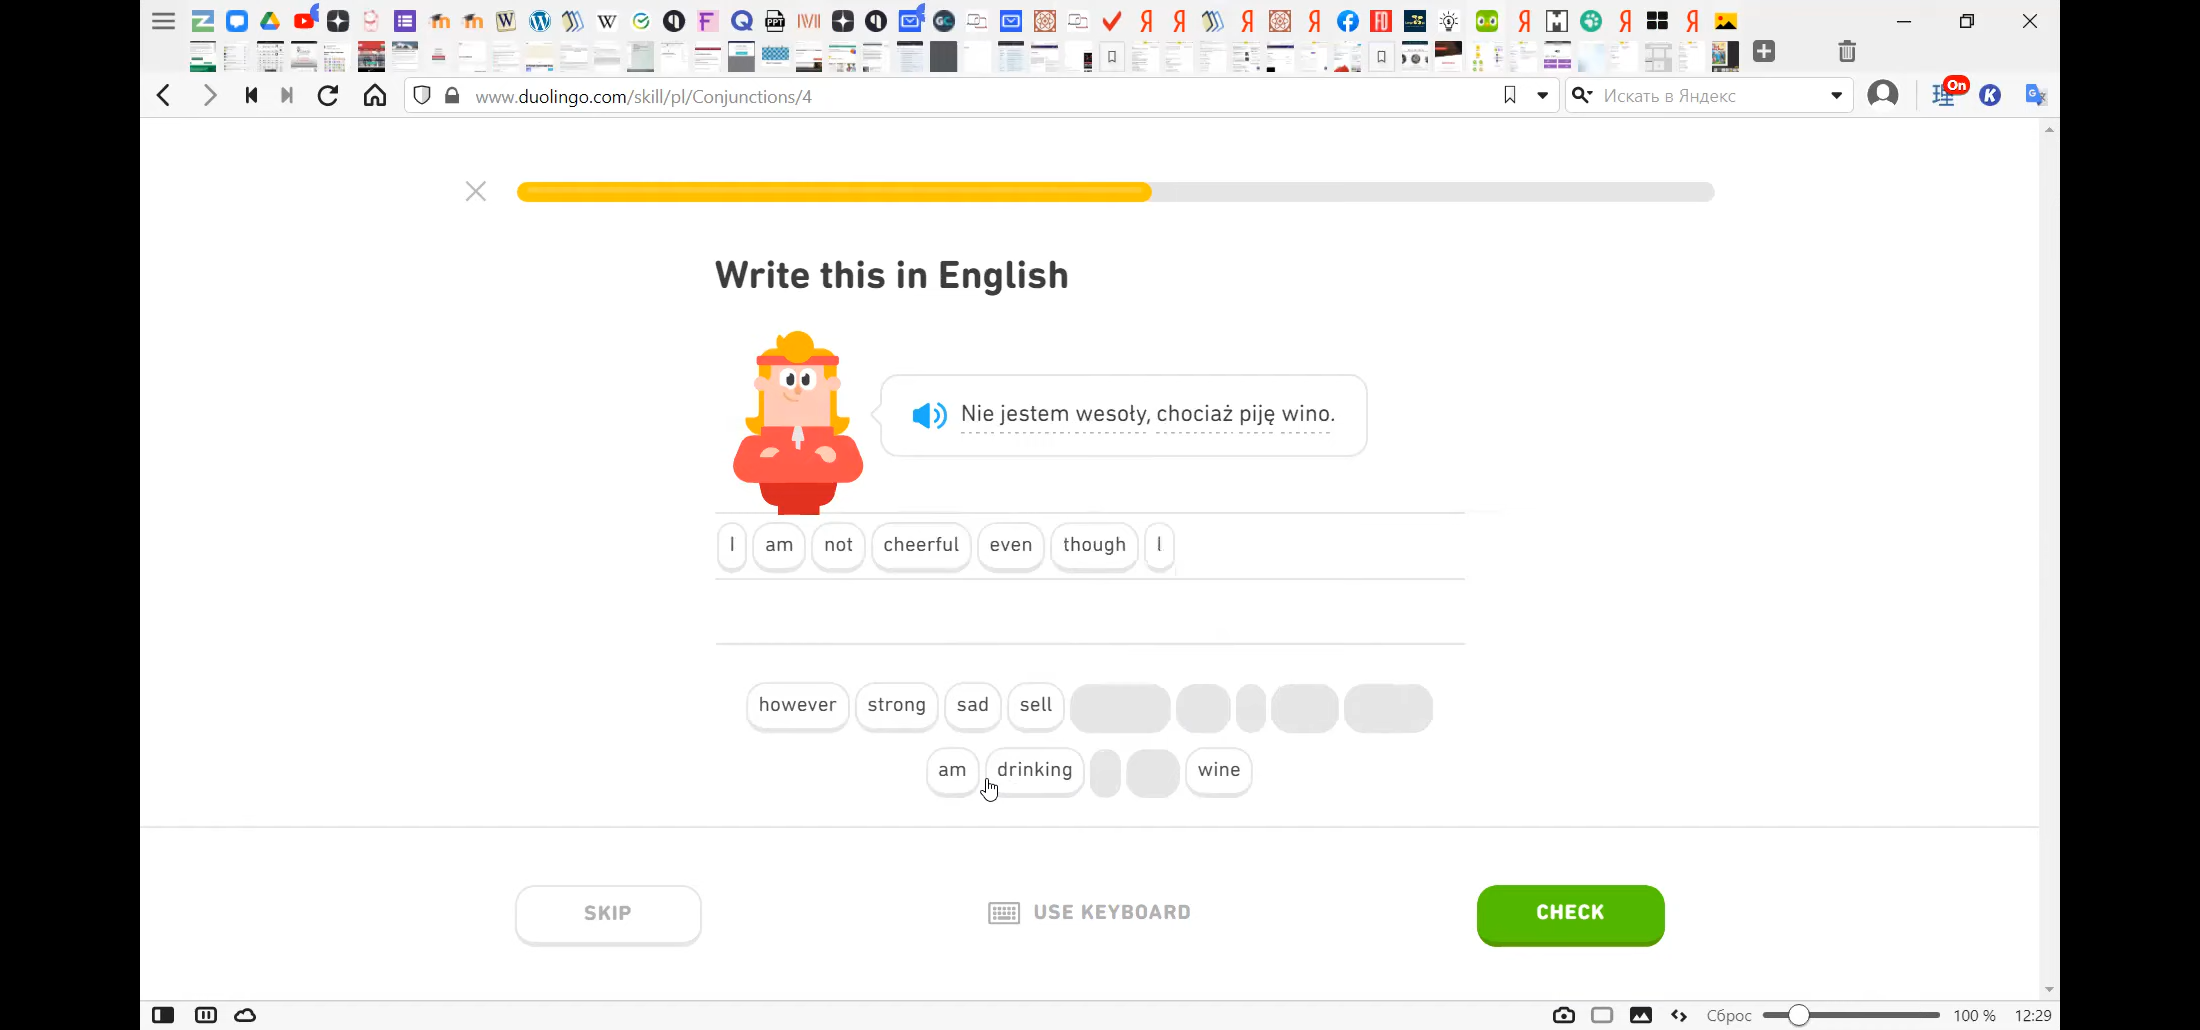 On
www.duolingo.com/skill/pl/Conjunctions/4
Искать в Яндекс
Write this in English
Nie jestem wesoły, chociaż piję wino.
I am not cheerful even though I
however strong sad sell
am drinking wine
SKIP
USE KEYBOARD
CHECK
Сброс
100 %
12:29